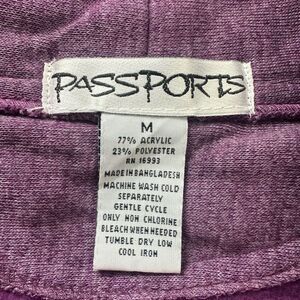 PASSPORTS
M
77% ACRYLIC
23% POLYESTER
RN 16993
MADE IN BANGLADESH
MACHINE WASH COLD
SEPARATELY
GENTLE CYCLE
ONLY NON CHLORINE
BLEACH WHEN NEEDED
TUMBLE DRY LOW
COOL IRON